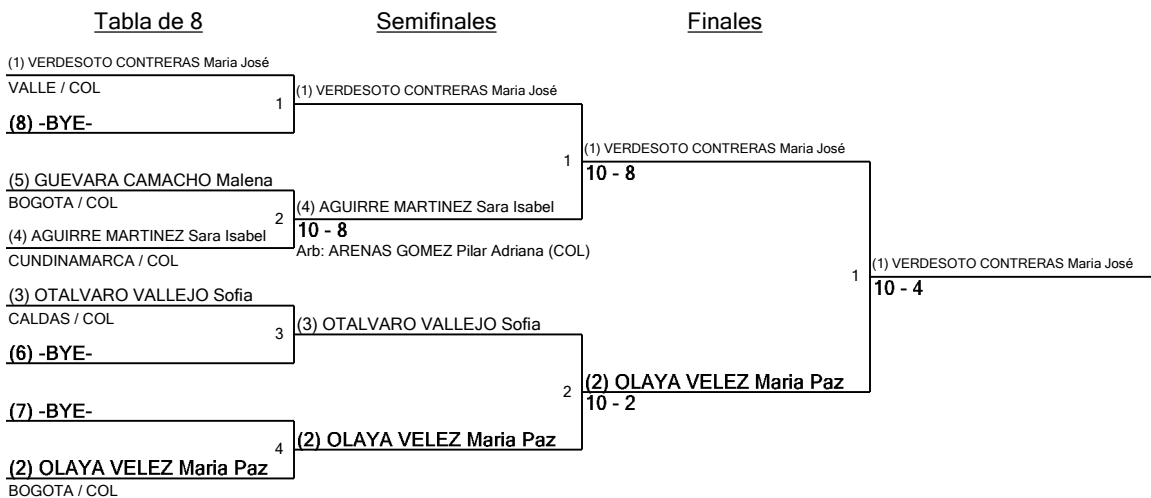 Tabla de 8
Semifinales
Finales
(1) VERDESOTO CONTRERAS Maria José
VALLE / COL
1
(8) -BYE-
(5) GUEVARA CAMACHO Malena
BOGOTA / COL
2
(4) AGUIRRE MARTINEZ Sara Isabel
CUNDINAMARCA / COL
(3) OTALVARO VALLEJO Sofia
CALDAS / COL
3
(6) -BYE-
(7) -BYE-
4
(2) OLAYA VELEZ Maria Paz
BOGOTA / COL
(1) VERDESOTO CONTRERAS Maria José
1
(4) AGUIRRE MARTINEZ Sara Isabel
10 - 8
Arb: ARENAS GOMEZ Pilar Adriana (COL)
(3) OTALVARO VALLEJO Sofia
2
(2) OLAYA VELEZ Maria Paz
(1) VERDESOTO CONTRERAS Maria José
10 - 8
1
(2) OLAYA VELEZ Maria Paz
10 - 2
(1) VERDESOTO CONTRERAS Maria José
10 - 4